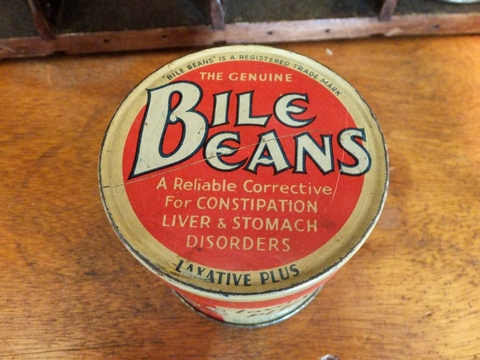 "BILE BEANS" IS A REGISTERED TRADE MARK
THE GENUINE
BILE
BEANS
A Reliable Corrective
For CONSTIPATION
LIVER & STOMACH
DISORDERS
LAXATIVE PLUS